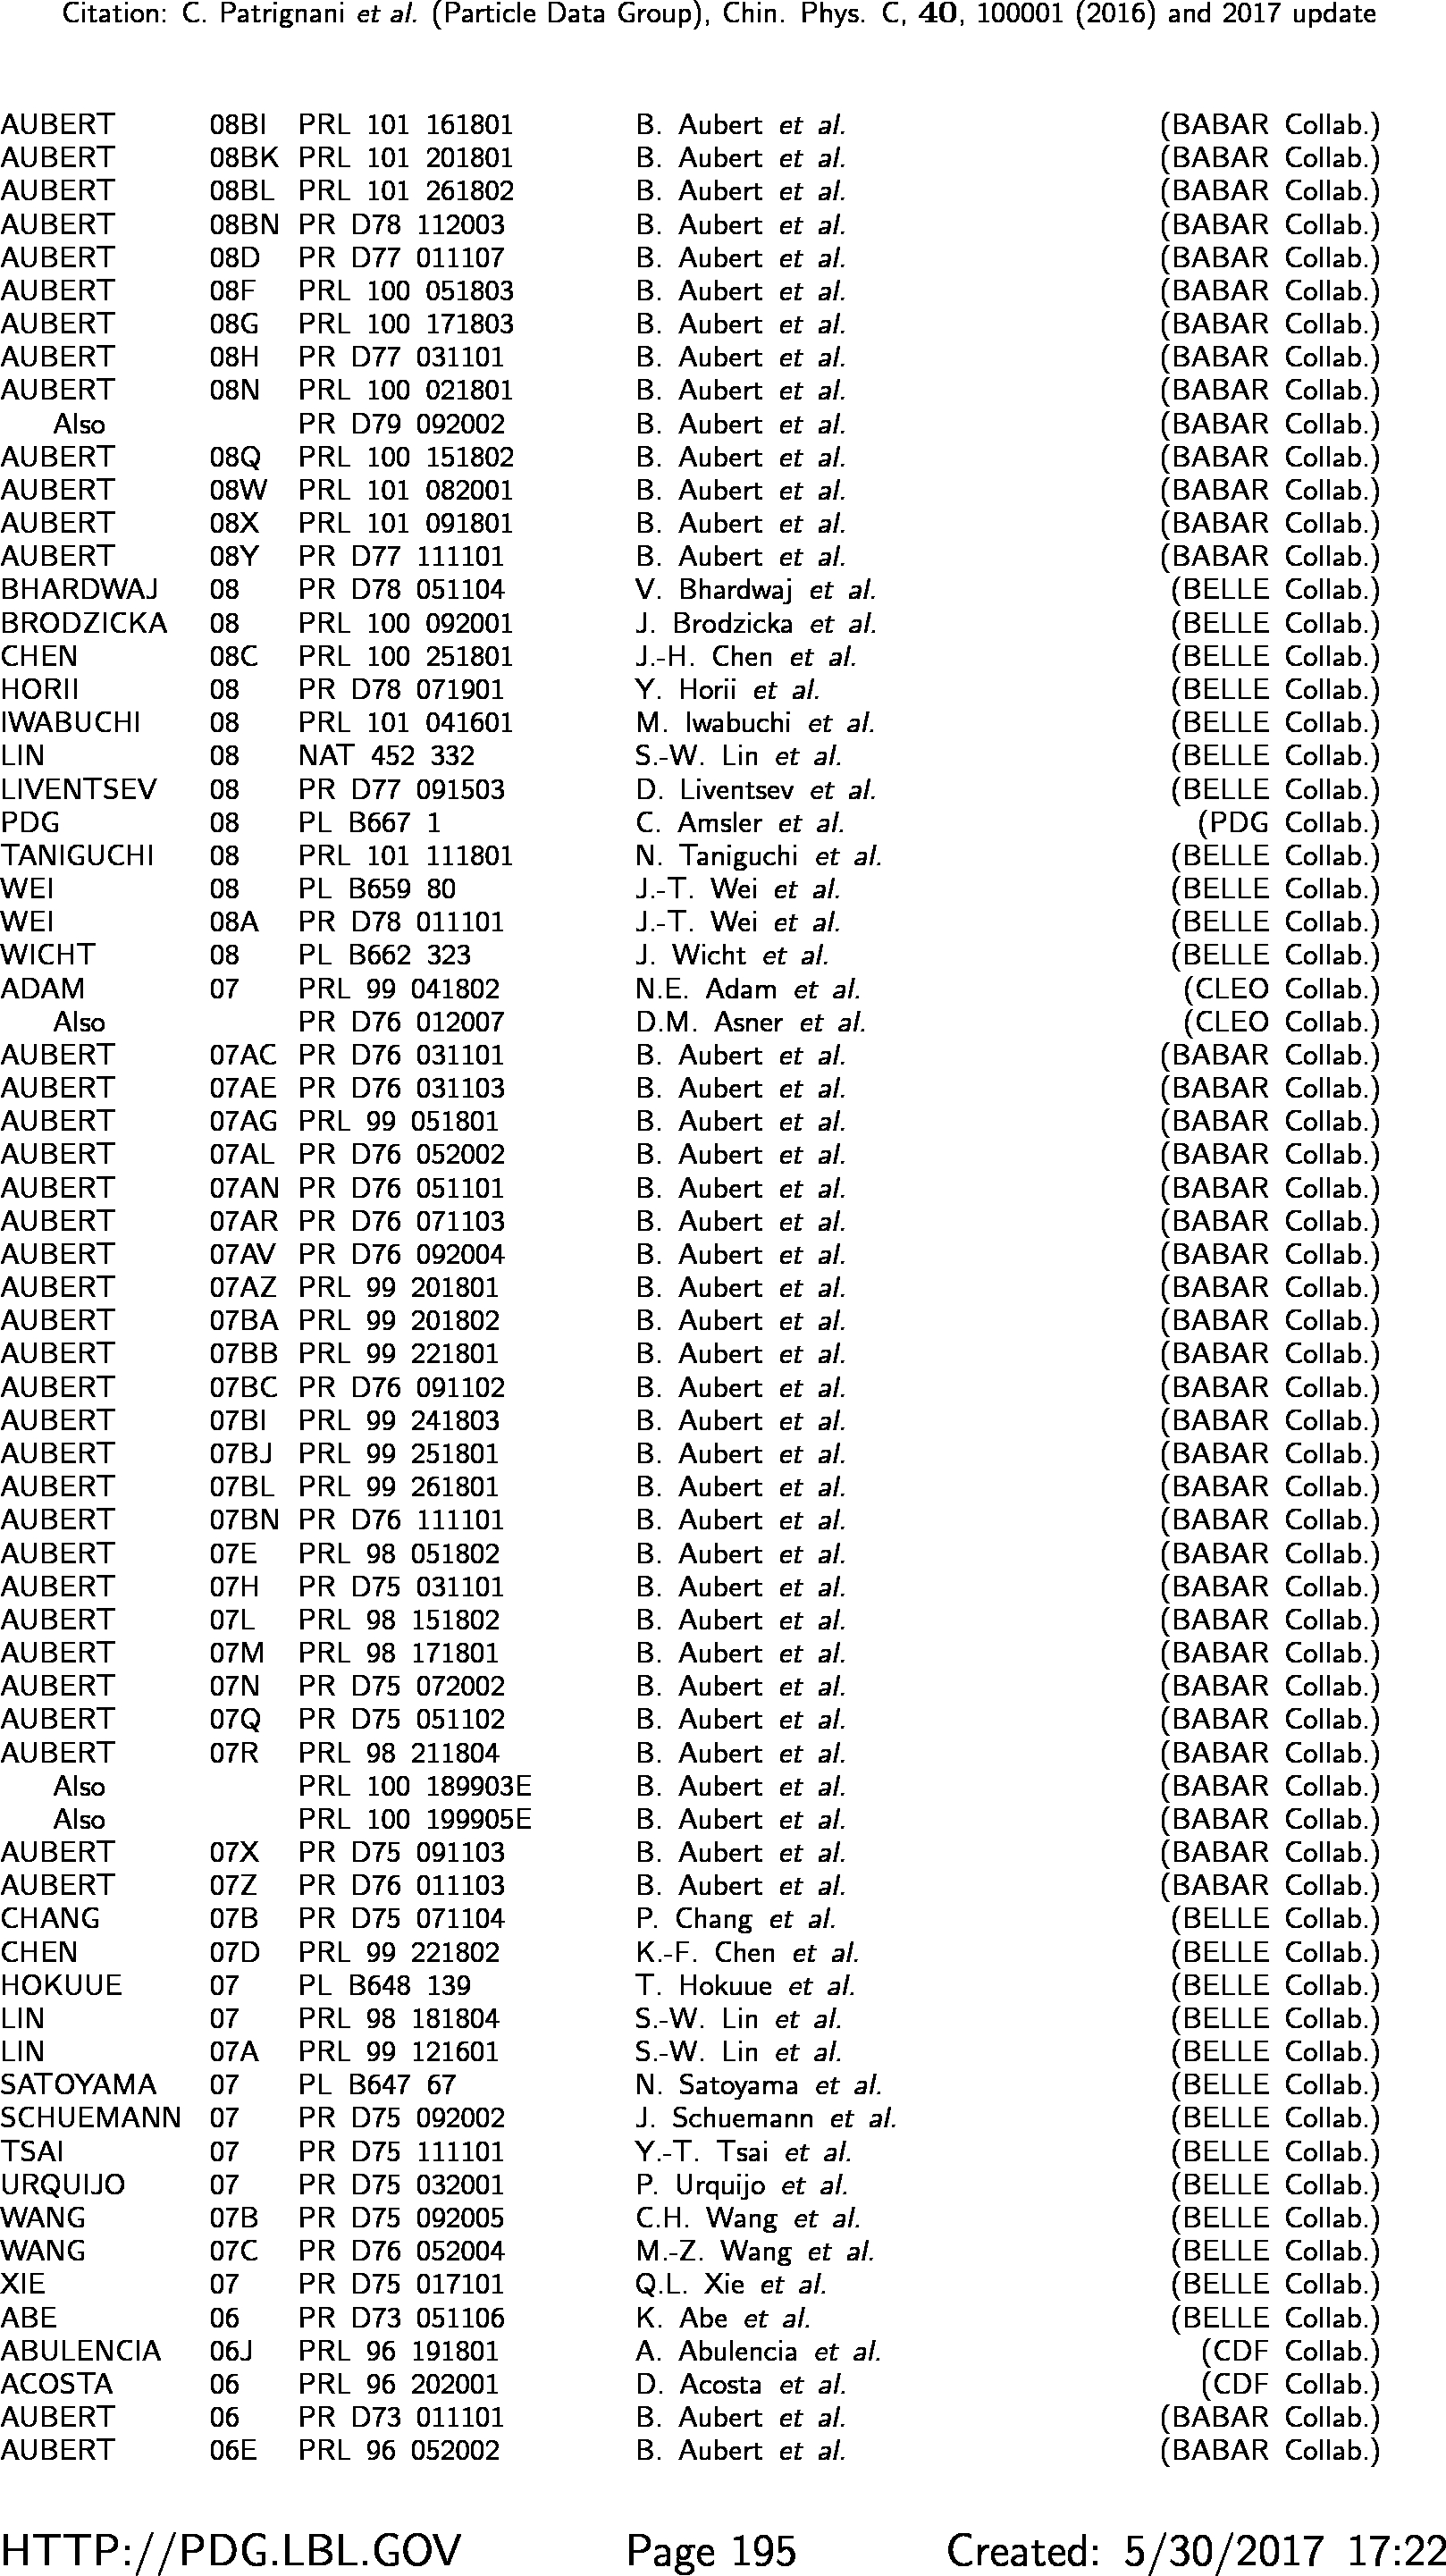 Citation: C. Patrignani et al. (Particle Data Group), Chin. Phys. C, 40, 100001 (2016) and 2017 update
AUBERT 08BI PRL 101 161801 B. Aubert et al. (BABAR Collab.)
AUBERT 08BK PRL 101 201801 B. Aubert et al. (BABAR Collab.)
AUBERT 08BL PRL 101 261802 B. Aubert et al. (BABAR Collab.)
AUBERT 08BN PR D78 112003 B. Aubert et al. (BABAR Collab.)
AUBERT 08D PR D77 011107 B. Aubert et al. (BABAR Collab.)
AUBERT 08F PRL 100 051803 B. Aubert et al. (BABAR Collab.)
AUBERT 08G PRL 100 171803 B. Aubert et al. (BABAR Collab.)
AUBERT 08H PR D77 031101 B. Aubert et al. (BABAR Collab.)
AUBERT 08N PRL 100 021801 B. Aubert et al. (BABAR Collab.)
Also PR D79 092002 B. Aubert et al. (BABAR Collab.)
AUBERT 08Q PRL 100 151802 B. Aubert et al. (BABAR Collab.)
AUBERT 08W PRL 101 082001 B. Aubert et al. (BABAR Collab.)
AUBERT 08X PRL 101 091801 B. Aubert et al. (BABAR Collab.)
AUBERT 08Y PR D77 111101 B. Aubert et al. (BABAR Collab.)
BHARDWAJ 08 PR D78 051104 V. Bhardwaj et al. (BELLE Collab.)
BRODZICKA 08 PRL 100 092001 J. Brodzicka et al. (BELLE Collab.)
CHEN 08C PRL 100 251801 J.-H. Chen et al. (BELLE Collab.)
HORII 08 PR D78 071901 Y. Horii et al. (BELLE Collab.)
IWABUCHI 08 PRL 101 041601 M. Iwabuchi et al. (BELLE Collab.)
LIN 08 NAT 452 332 S.-W. Lin et al. (BELLE Collab.)
LIVENTSEV 08 PR D77 091503 D. Liventsev et al. (BELLE Collab.)
PDG 08 PL B667 1 C. Amsler et al. (PDG Collab.)
TANIGUCHI 08 PRL 101 111801 N. Taniguchi et al. (BELLE Collab.)
WEI 08 PL B659 80 J.-T. Wei et al. (BELLE Collab.)
WEI 08A PR D78 011101 J.-T. Wei et al. (BELLE Collab.)
WICHT 08 PL B662 323 J. Wicht et al. (BELLE Collab.)
ADAM 07 PRL 99 041802 N.E. Adam et al. (CLEO Collab.)
Also PR D76 012007 D.M. Asner et al. (CLEO Collab.)
AUBERT 07AC PR D76 031101 B. Aubert et al. (BABAR Collab.)
AUBERT 07AE PR D76 031103 B. Aubert et al. (BABAR Collab.)
AUBERT 07AG PRL 99 051801 B. Aubert et al. (BABAR Collab.)
AUBERT 07AL PR D76 052002 B. Aubert et al. (BABAR Collab.)
AUBERT 07AN PR D76 051101 B. Aubert et al. (BABAR Collab.)
AUBERT 07AR PR D76 071103 B. Aubert et al. (BABAR Collab.)
AUBERT 07AV PR D76 092004 B. Aubert et al. (BABAR Collab.)
AUBERT 07AZ PRL 99 201801 B. Aubert et al. (BABAR Collab.)
AUBERT 07BA PRL 99 201802 B. Aubert et al. (BABAR Collab.)
AUBERT 07BB PRL 99 221801 B. Aubert et al. (BABAR Collab.)
AUBERT 07BC PR D76 091102 B. Aubert et al. (BABAR Collab.)
AUBERT 07BI PRL 99 241803 B. Aubert et al. (BABAR Collab.)
AUBERT 07BJ PRL 99 251801 B. Aubert et al. (BABAR Collab.)
AUBERT 07BL PRL 99 261801 B. Aubert et al. (BABAR Collab.)
AUBERT 07BN PR D76 111101 B. Aubert et al. (BABAR Collab.)
AUBERT 07E PRL 98 051802 B. Aubert et al. (BABAR Collab.)
AUBERT 07H PR D75 031101 B. Aubert et al. (BABAR Collab.)
AUBERT 07L PRL 98 151802 B. Aubert et al. (BABAR Collab.)
AUBERT 07M PRL 98 171801 B. Aubert et al. (BABAR Collab.)
AUBERT 07N PR D75 072002 B. Aubert et al. (BABAR Collab.)
AUBERT 07Q PR D75 051102 B. Aubert et al. (BABAR Collab.)
AUBERT 07R PRL 98 211804 B. Aubert et al. (BABAR Collab.)
Also PRL 100 189903E B. Aubert et al. (BABAR Collab.)
Also PRL 100 199905E B. Aubert et al. (BABAR Collab.)
AUBERT 07X PR D75 091103 B. Aubert et al. (BABAR Collab.)
AUBERT 07Z PR D76 011103 B. Aubert et al. (BABAR Collab.)
CHANG 07B PR D75 071104 P. Chang et al. (BELLE Collab.)
CHEN 07D PRL 99 221802 K.-F. Chen et al. (BELLE Collab.)
HOKUUE 07 PL B648 139 T. Hokuue et al. (BELLE Collab.)
LIN 07 PRL 98 181804 S.-W. Lin et al. (BELLE Collab.)
LIN 07A PRL 99 121601 S.-W. Lin et al. (BELLE Collab.)
SATOYAMA 07 PL B647 67 N. Satoyama et al. (BELLE Collab.)
SCHUEMANN 07 PR D75 092002 J. Schuemann et al. (BELLE Collab.)
TSAI 07 PR D75 111101 Y.-T. Tsai et al. (BELLE Collab.)
URQUIJO 07 PR D75 032001 P. Urquijo et al. (BELLE Collab.)
WANG 07B PR D75 092005 C.H. Wang et al. (BELLE Collab.)
WANG 07C PR D76 052004 M.-Z. Wang et al. (BELLE Collab.)
XIE 07 PR D75 017101 Q.L. Xie et al. (BELLE Collab.)
ABE 06 PR D73 051106 K. Abe et al. (BELLE Collab.)
ABULENCIA 06J PRL 96 191801 A. Abulencia et al. (CDF Collab.)
ACOSTA 06 PRL 96 202001 D. Acosta et al. (CDF Collab.)
AUBERT 06 PR D73 011101 B. Aubert et al. (BABAR Collab.)
AUBERT 06E PRL 96 052002 B. Aubert et al. (BABAR Collab.)
HTTP://PDG.LBL.GOV Page 195 Created: 5/30/2017 17:22